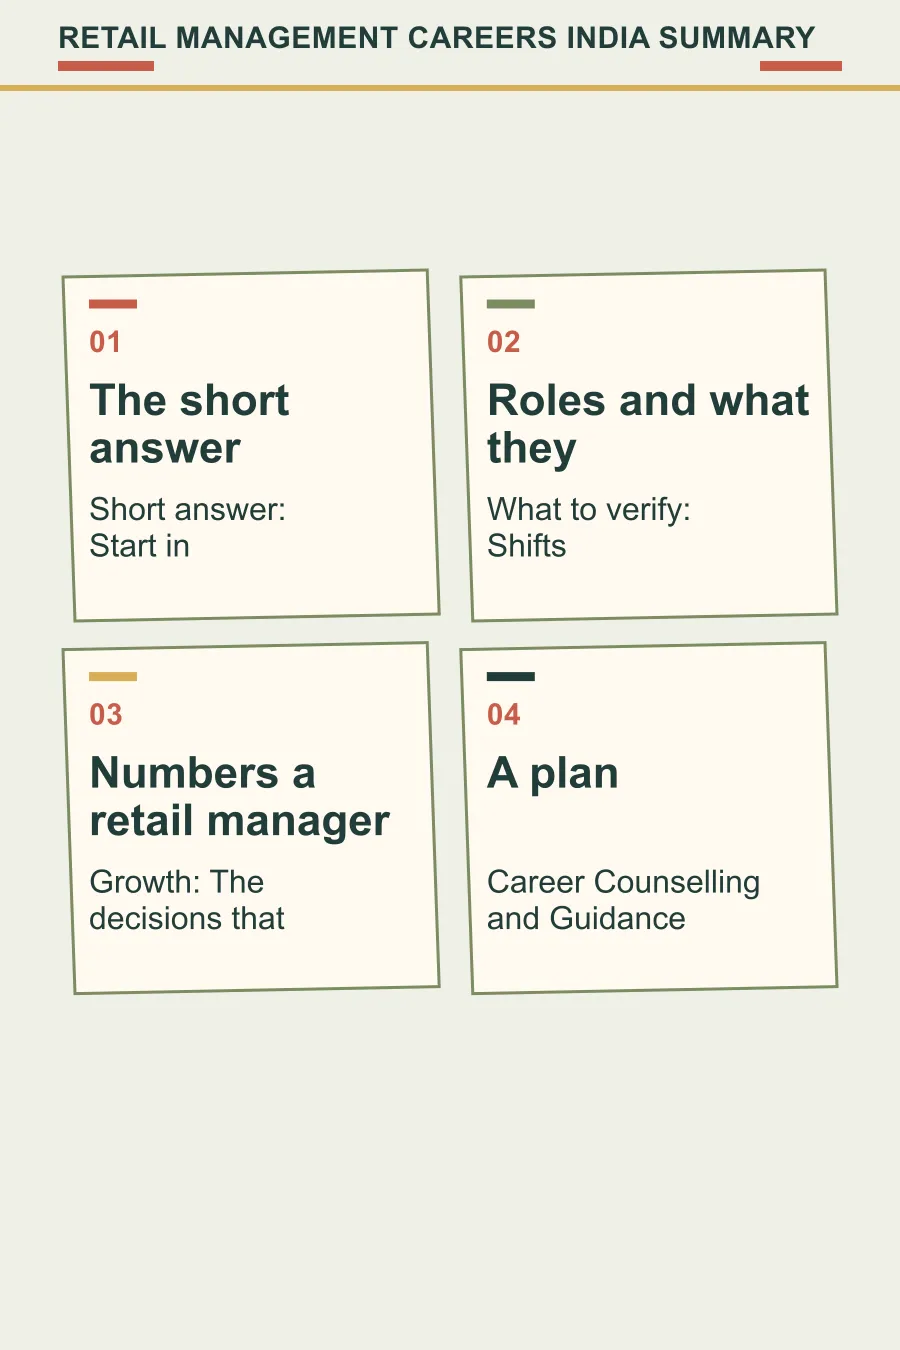 RETAIL MANAGEMENT CAREERS INDIA SUMMARY
01
The short
answer
Short answer:
Start in
02
Roles and what
they
What to verify:
Shifts
03
Numbers a
retail manager
Growth: The
decisions that
04
A plan
Career Counselling
and Guidance